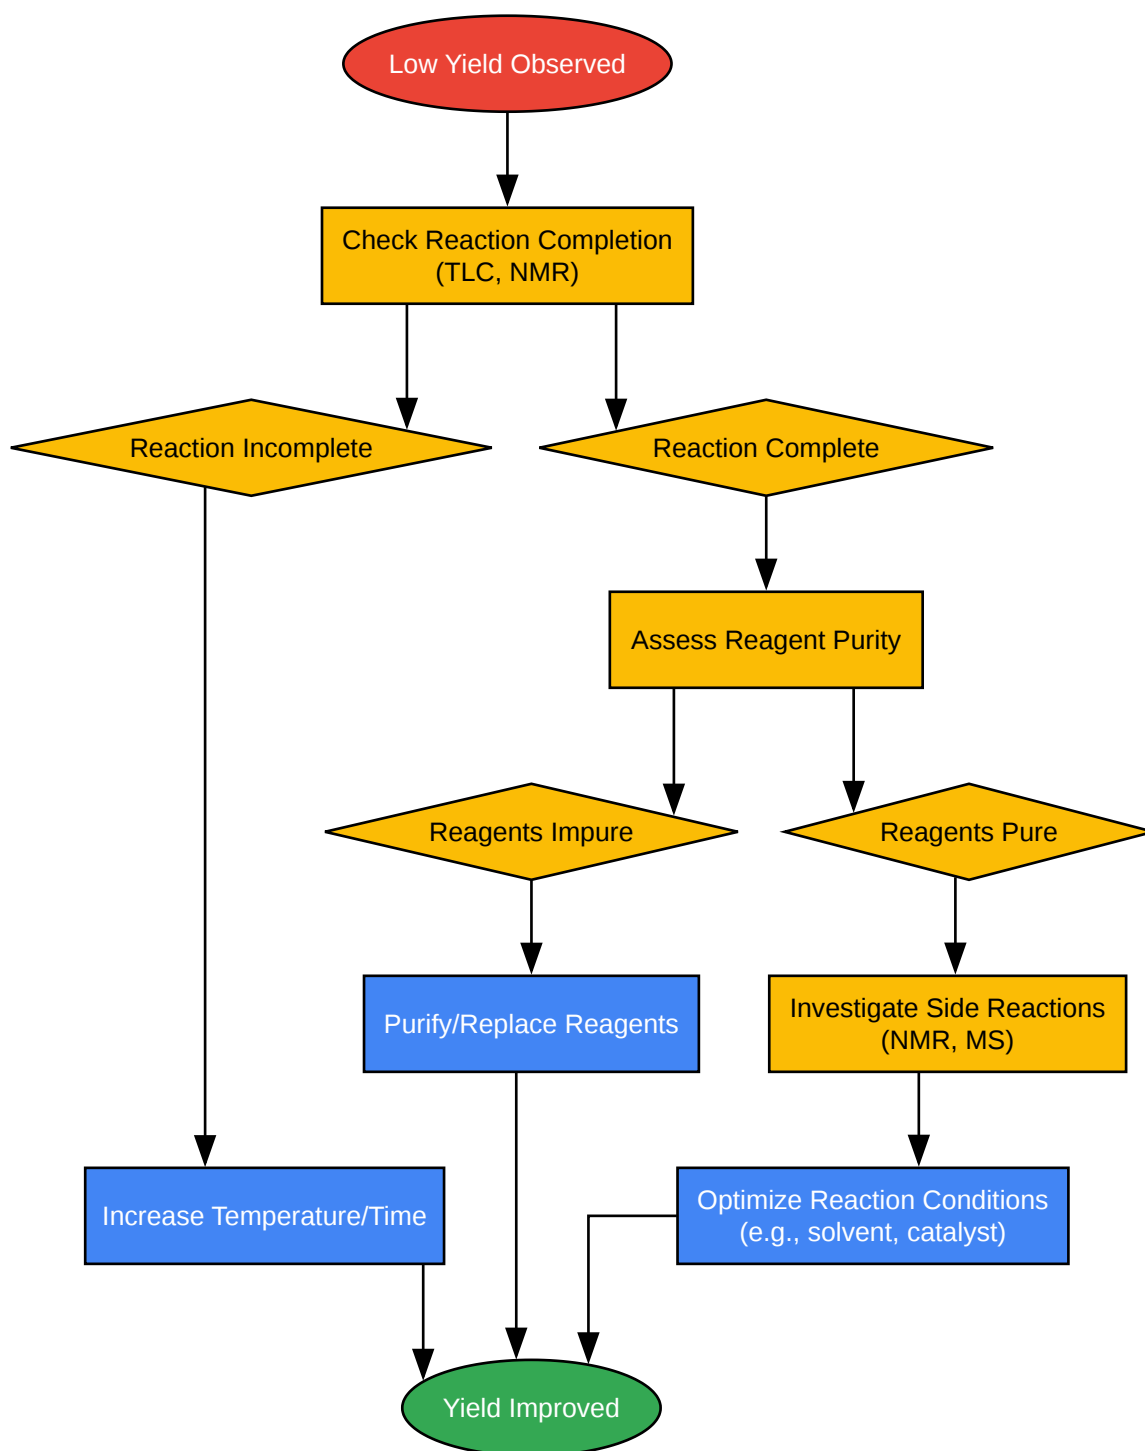 Low Yield Observed
Check Reaction Completion
(TLC, NMR)
Reaction Incomplete
Reaction Complete
Assess Reagent Purity
Reagents Impure
Reagents Pure
Purify/Replace Reagents
Investigate Side Reactions
(NMR, MS)
Increase Temperature/Time
Optimize Reaction Conditions
(e.g., solvent, catalyst)
Yield Improved